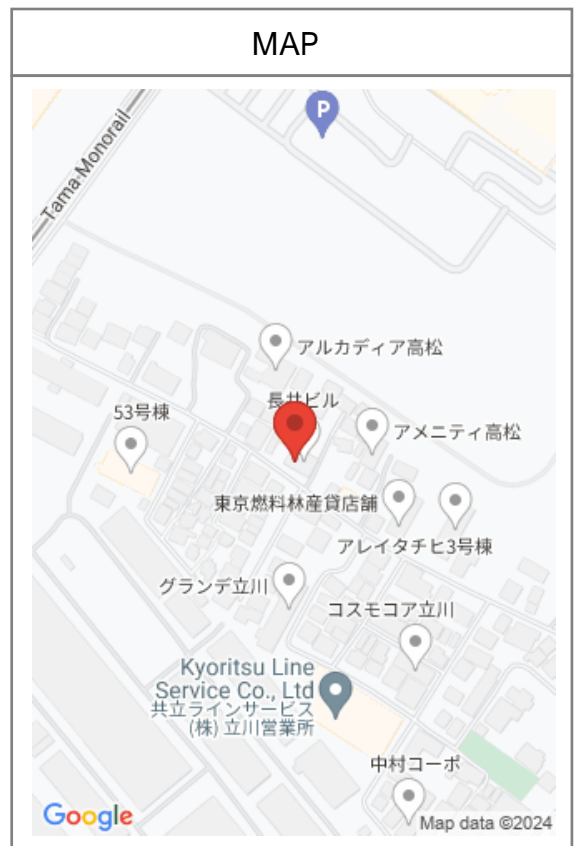 MAP
P
Tama-Monorail
アルカディア高松
長井ビル
53号棟
アメニティ高松
東京燃料林産貸店舗
アレイタチヒ3号棟
グランデ立川
コスモコア立川
Kyoritsu Line
Service Co., Ltd
共立ラインサービス
(株) 立川営業所
中村コーポ
Google
Map data ©2024